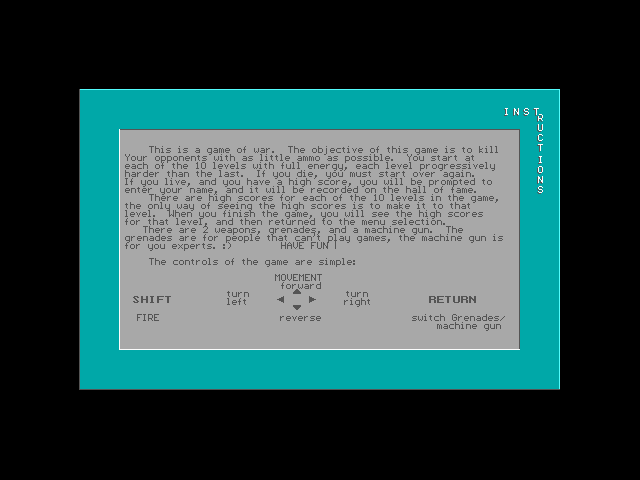 INSTRUCTIONS
This is a game of war. The objective of this game is to kill
Your opponents with as little ammo as possible. You start at
each of the 10 levels with full energy, each level progressively
harder than the last. If you die, you must start over again.
If you live, and you have a high score, you will be prompted to
enter your name, and it will be recorded on the hall of fame.
There are high scores for each of the 10 levels in the game,
the only way of seeing the high scores is to make it to that
level. When you finish the game, you will see the high scores
for that level, and then returned to the menu selection.
There are 2 weapons, grenades, and a machine gun. The
grenades are for people that can't play games, the machine gun is
for you experts. :) HAVE FUN !
The controls of the game are simple:
MOVEMENT
forward
turn left
turn right
SHIFT
RETURN
FIRE
reverse
switch Grenades/
machine gun